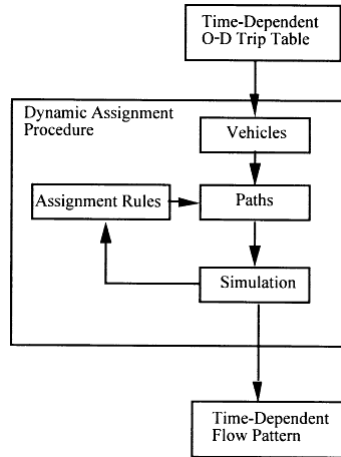 Time-Dependent
O-D Trip Table
Dynamic Assignment
Procedure
Vehicles
Assignment Rules
Paths
Simulation
Time-Dependent
Flow Pattern